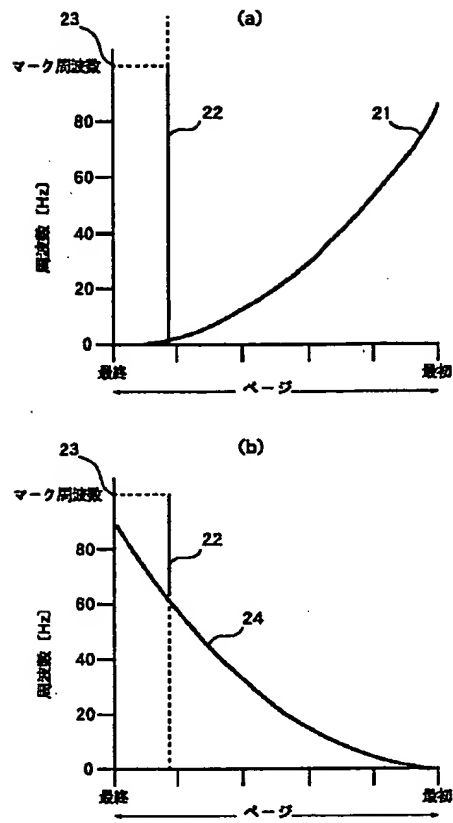 (a)
23
マーク周波数
22
21
80
60
40
20
0
周波数 [Hz]
最終
最初
ページ
(b)
23
マーク周波数
22
24
80
60
40
20
0
周波数 [Hz]
最終
最初
ページ